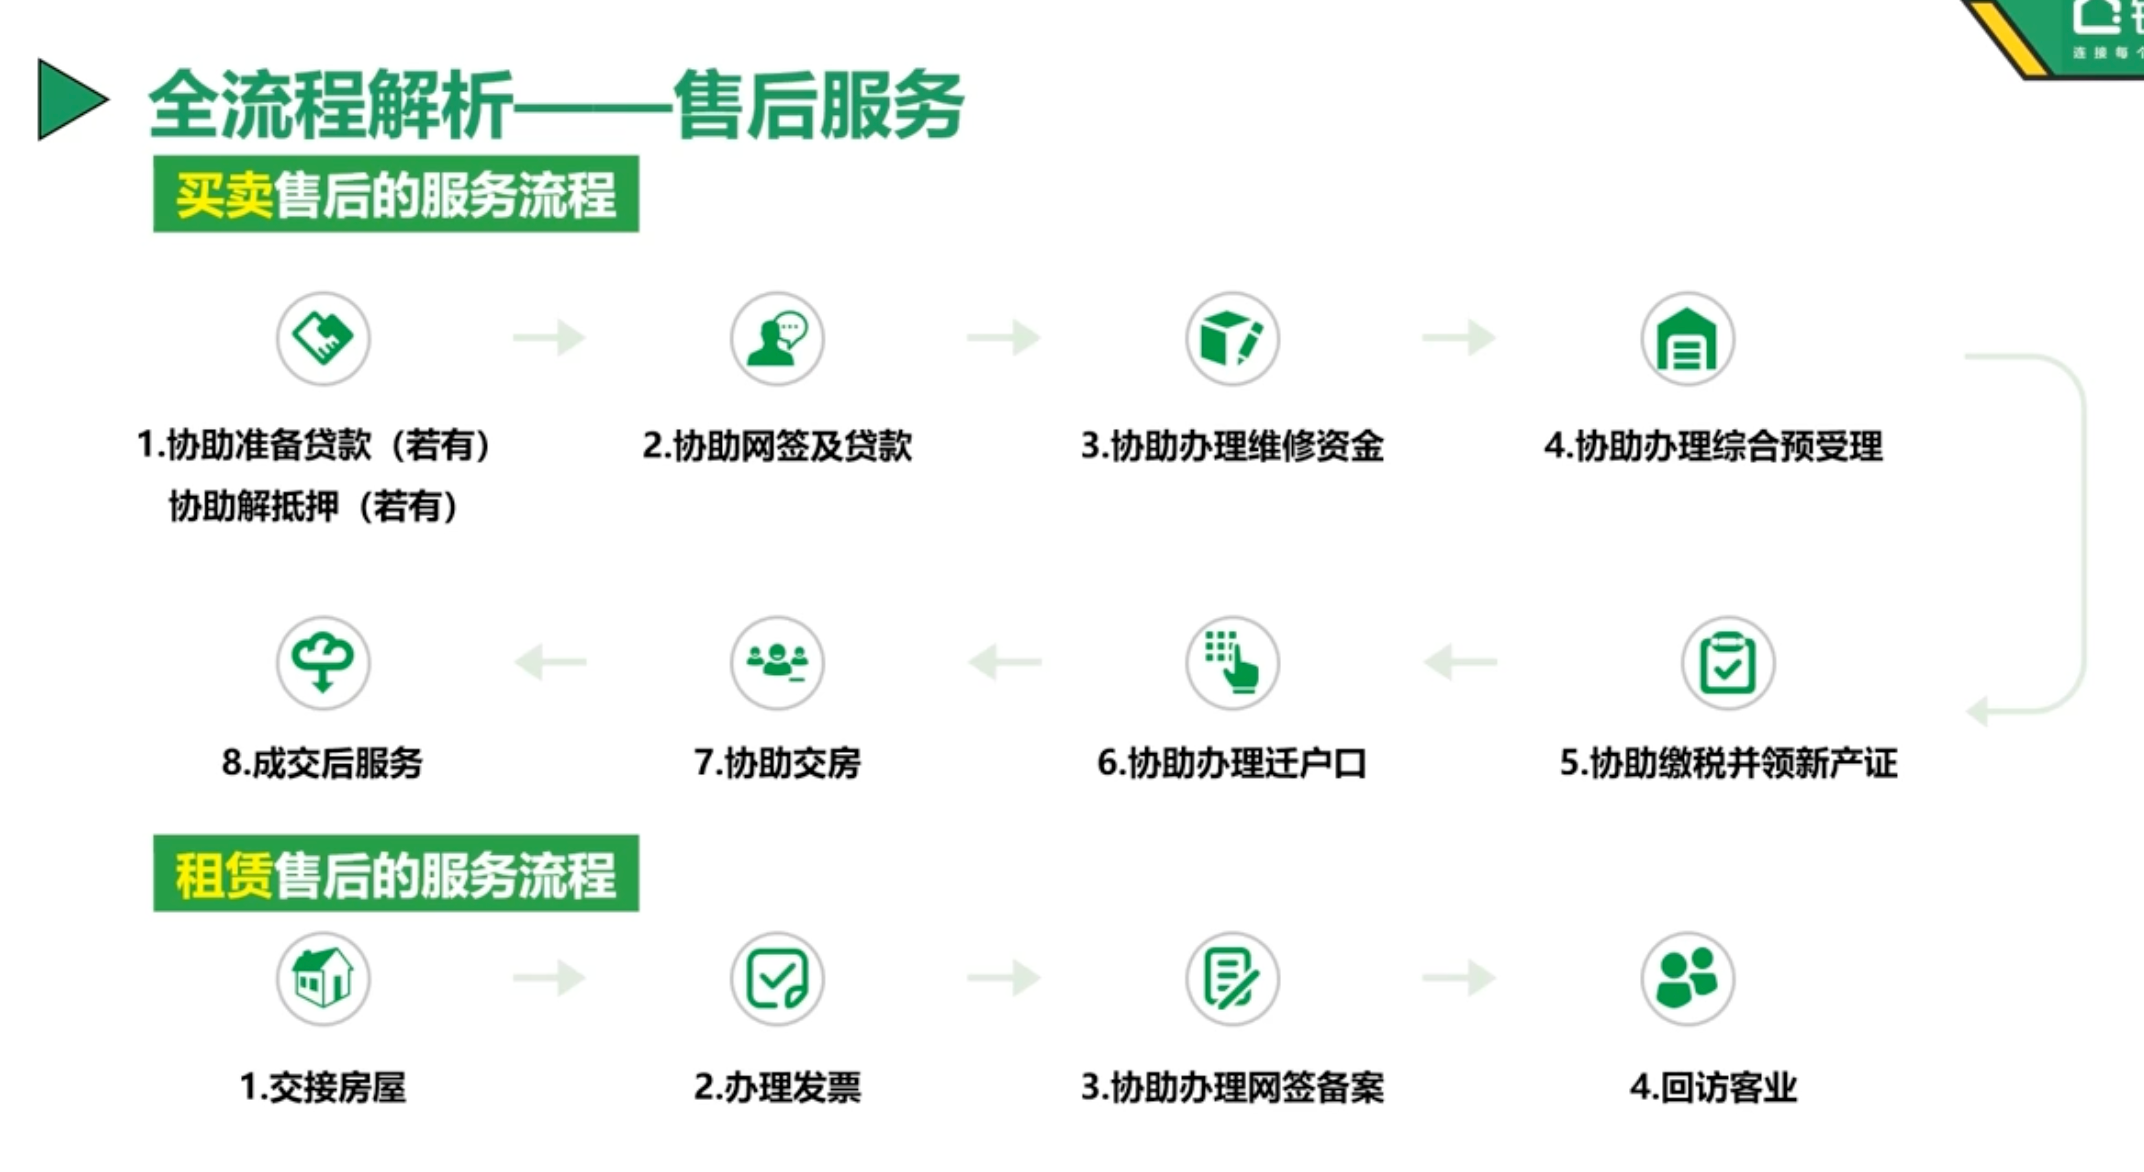 连接每个
全流程解析——售后服务
买卖售后的服务流程
1.协助准备贷款（若有）
协助解抵押（若有）
2.协助网签及贷款
3.协助办理维修资金
4.协助办理综合预受理
8.成交后服务
7.协助交房
6.协助办理迁户口
5.协助缴税并领新产证
租赁售后的服务流程
1.交接房屋
2.办理发票
3.协助办理网签备案
4.回访客业